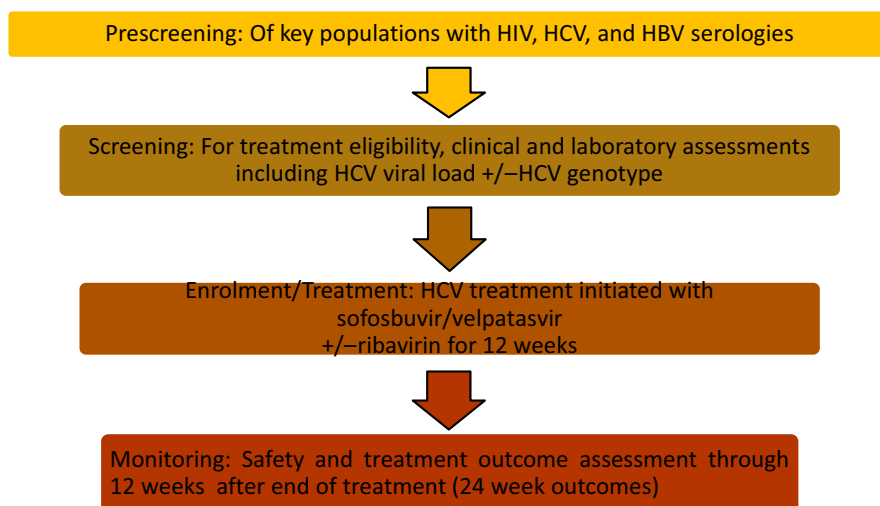 Prescreening: Of key populations with HIV, HCV, and HBV serologies
Screening: For treatment eligibility, clinical and laboratory assessments
including HCV viral load +/–HCV genotype
Enrolment/Treatment: HCV treatment initiated with
sofosbuvir/velpatasvir
+/–ribavirin for 12 weeks
Monitoring: Safety and treatment outcome assessment through
12 weeks after end of treatment (24 week outcomes)